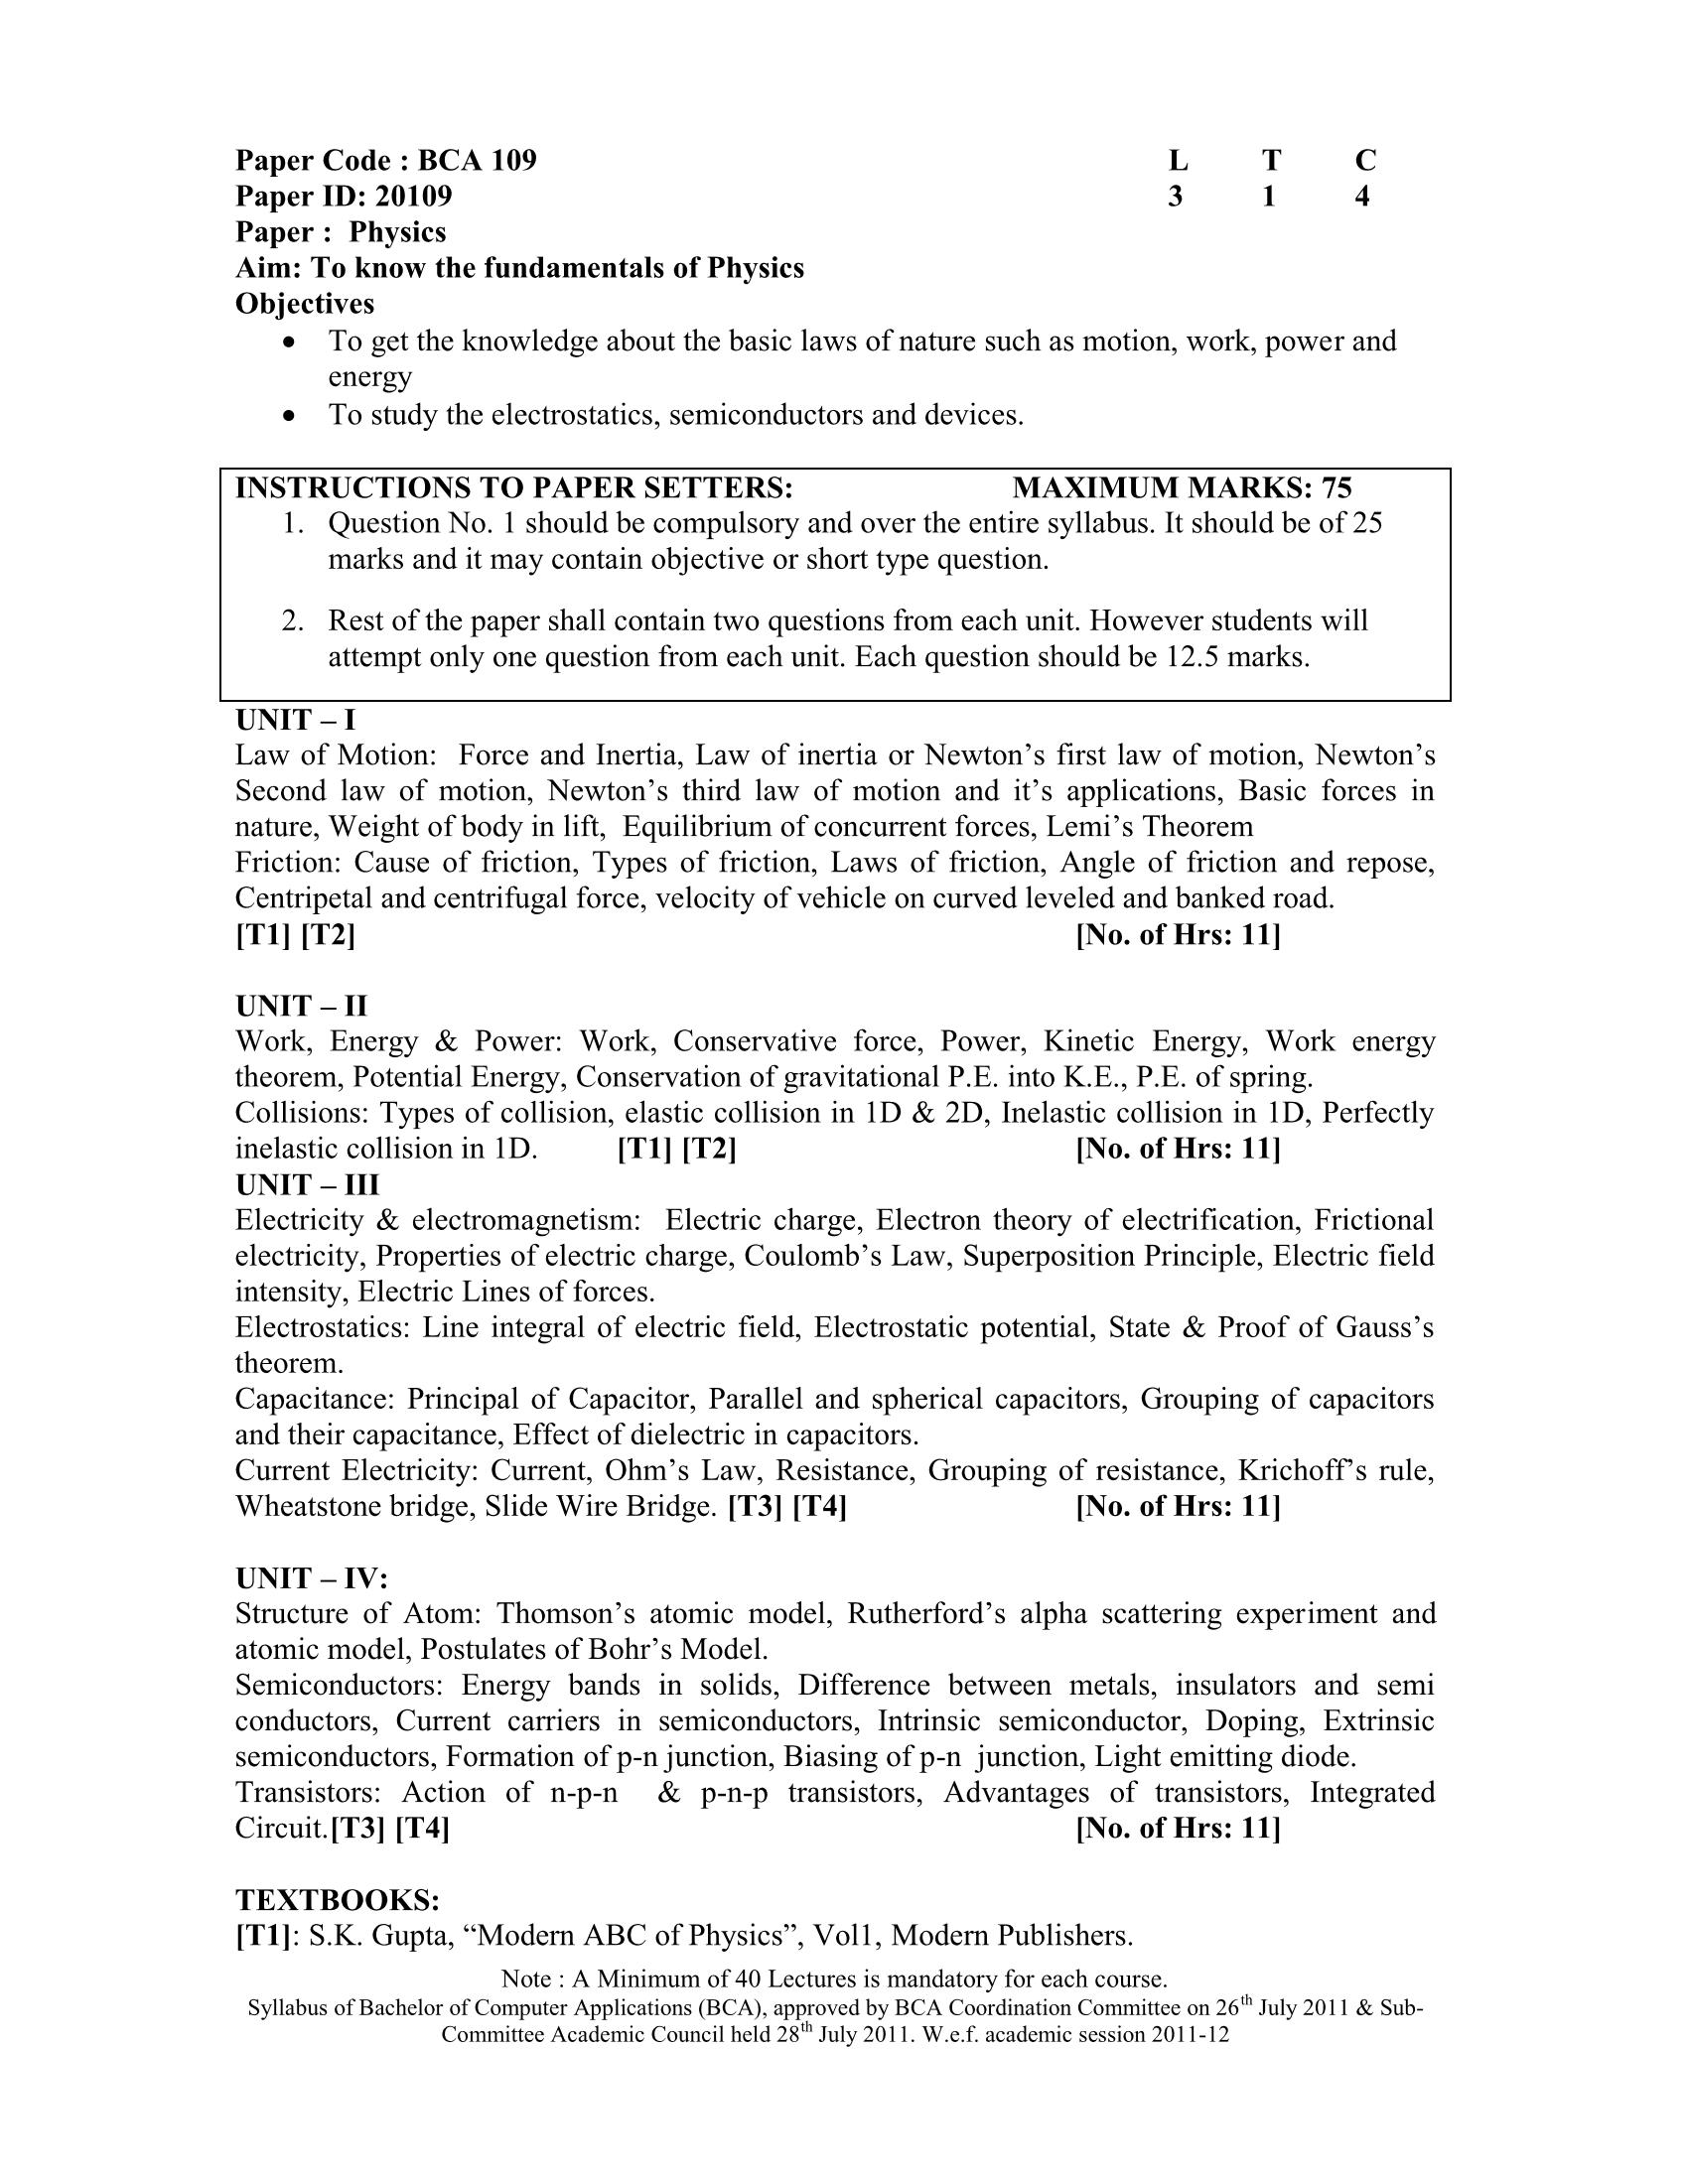 Paper Code : BCA 109 L T C
Paper ID: 20109 3 1 4
Paper : Physics
Aim: To know the fundamentals of Physics
Objectives
• To get the knowledge about the basic laws of nature such as motion, work, power and
energy
• To study the electrostatics, semiconductors and devices.
INSTRUCTIONS TO PAPER SETTERS: MAXIMUM MARKS: 75
1. Question No. 1 should be compulsory and over the entire syllabus. It should be of 25
marks and it may contain objective or short type question.
2. Rest of the paper shall contain two questions from each unit. However students will
attempt only one question from each unit. Each question should be 12.5 marks.
UNIT – I
Law of Motion: Force and Inertia, Law of inertia or Newton’s first law of motion, Newton’s
Second law of motion, Newton’s third law of motion and it’s applications, Basic forces in
nature, Weight of body in lift, Equilibrium of concurrent forces, Lemi’s Theorem
Friction: Cause of friction, Types of friction, Laws of friction, Angle of friction and repose,
Centripetal and centrifugal force, velocity of vehicle on curved leveled and banked road.
[T1] [T2] [No. of Hrs: 11]
UNIT – II
Work, Energy & Power: Work, Conservative force, Power, Kinetic Energy, Work energy
theorem, Potential Energy, Conservation of gravitational P.E. into K.E., P.E. of spring.
Collisions: Types of collision, elastic collision in 1D & 2D, Inelastic collision in 1D, Perfectly
inelastic collision in 1D. [T1] [T2] [No. of Hrs: 11]
UNIT – III
Electricity & electromagnetism: Electric charge, Electron theory of electrification, Frictional
electricity, Properties of electric charge, Coulomb’s Law, Superposition Principle, Electric field
intensity, Electric Lines of forces.
Electrostatics: Line integral of electric field, Electrostatic potential, State & Proof of Gauss’s
theorem.
Capacitance: Principal of Capacitor, Parallel and spherical capacitors, Grouping of capacitors
and their capacitance, Effect of dielectric in capacitors.
Current Electricity: Current, Ohm’s Law, Resistance, Grouping of resistance, Krichoff’s rule,
Wheatstone bridge, Slide Wire Bridge. [T3] [T4] [No. of Hrs: 11]
UNIT – IV:
Structure of Atom: Thomson’s atomic model, Rutherford’s alpha scattering experiment and
atomic model, Postulates of Bohr’s Model.
Semiconductors: Energy bands in solids, Difference between metals, insulators and semi
conductors, Current carriers in semiconductors, Intrinsic semiconductor, Doping, Extrinsic
semiconductors, Formation of p-n junction, Biasing of p-n junction, Light emitting diode.
Transistors: Action of n-p-n & p-n-p transistors, Advantages of transistors, Integrated
Circuit.[T3] [T4] [No. of Hrs: 11]
TEXTBOOKS:
[T1]: S.K. Gupta, “Modern ABC of Physics”, Vol1, Modern Publishers.
Note : A Minimum of 40 Lectures is mandatory for each course.
Syllabus of Bachelor of Computer Applications (BCA), approved by BCA Coordination Committee on 26th July 2011 & Sub-
Committee Academic Council held 28th July 2011. W.e.f. academic session 2011-12